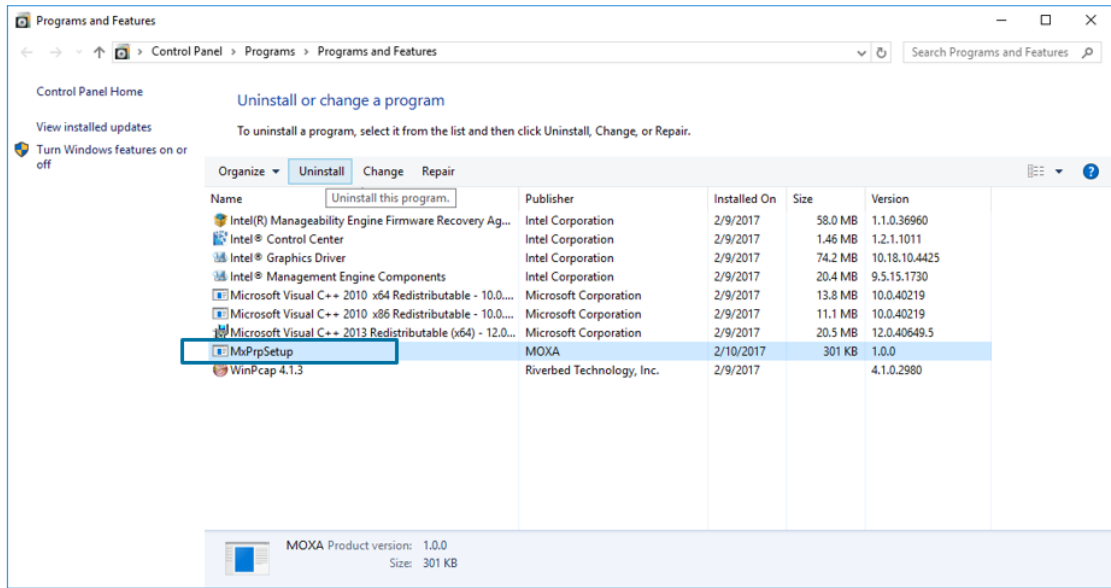 Programs and Features
Control Panel > Programs > Programs and Features
Search Programs and Features
Control Panel Home
View installed updates
Turn Windows features on or
off
Uninstall or change a program
To uninstall a program, select it from the list and then click Uninstall, Change, or Repair.
Organize Uninstall Change Repair
Uninstall this program.
Name Publisher Installed On Size Version
Intel(R) Manageability Engine Firmware Recovery Ag... Intel Corporation 2/9/2017 58.0 MB 1.1.0.36960
Intel® Control Center Intel Corporation 2/9/2017 1.46 MB 1.2.1.1011
Intel® Graphics Driver Intel Corporation 2/9/2017 74.2 MB 10.18.10.4425
Intel® Management Engine Components Intel Corporation 2/9/2017 20.4 MB 9.5.15.1730
Microsoft Visual C++ 2010 x64 Redistributable - 10.0.... Microsoft Corporation 2/9/2017 13.8 MB 10.0.40219
Microsoft Visual C++ 2010 x86 Redistributable - 10.0.... Microsoft Corporation 2/9/2017 11.1 MB 10.0.40219
Microsoft Visual C++ 2013 Redistributable (x64) - 12.0... Microsoft Corporation 2/9/2017 20.5 MB 12.0.40649.5
MxPrpSetup MOXA 2/10/2017 301 KB 1.0.0
WinPcap 4.1.3 Riverbed Technology, Inc. 2/9/2017 4.1.0.2980
MOXA Product version: 1.0.0
Size: 301 KB